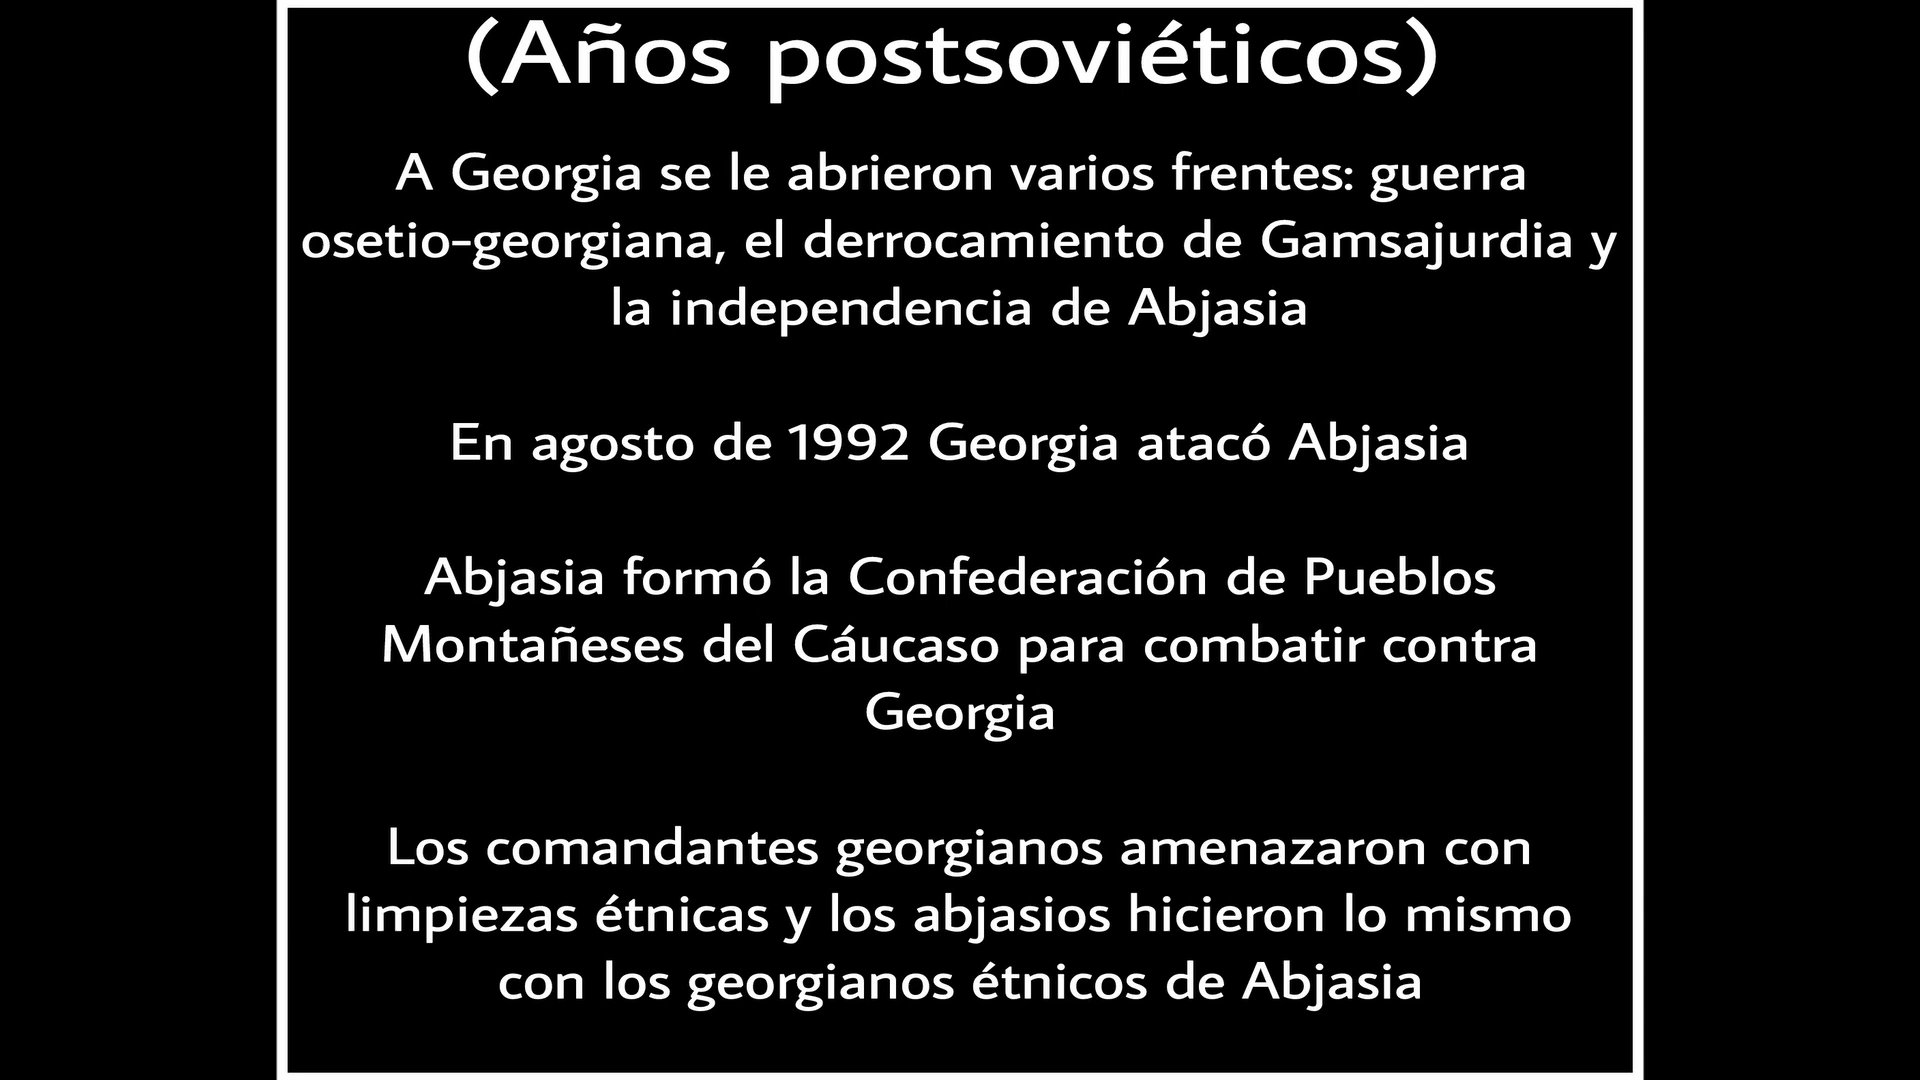 (Años postsoviéticos)
A Georgia se le abrieron varios frentes: guerra
osetio-georgiana, el derrocamiento de Gamsajurdia y
la independencia de Abjasia
En agosto de 1992 Georgia atacó Abjasia
Abjasia formó la Confederación de Pueblos
Montañeses del Cáucaso para combatir contra
Georgia
Los comandantes georgianos amenazaron con
limpiezas étnicas y los abjasios hicieron lo mismo
con los georgianos étnicos de Abjasia